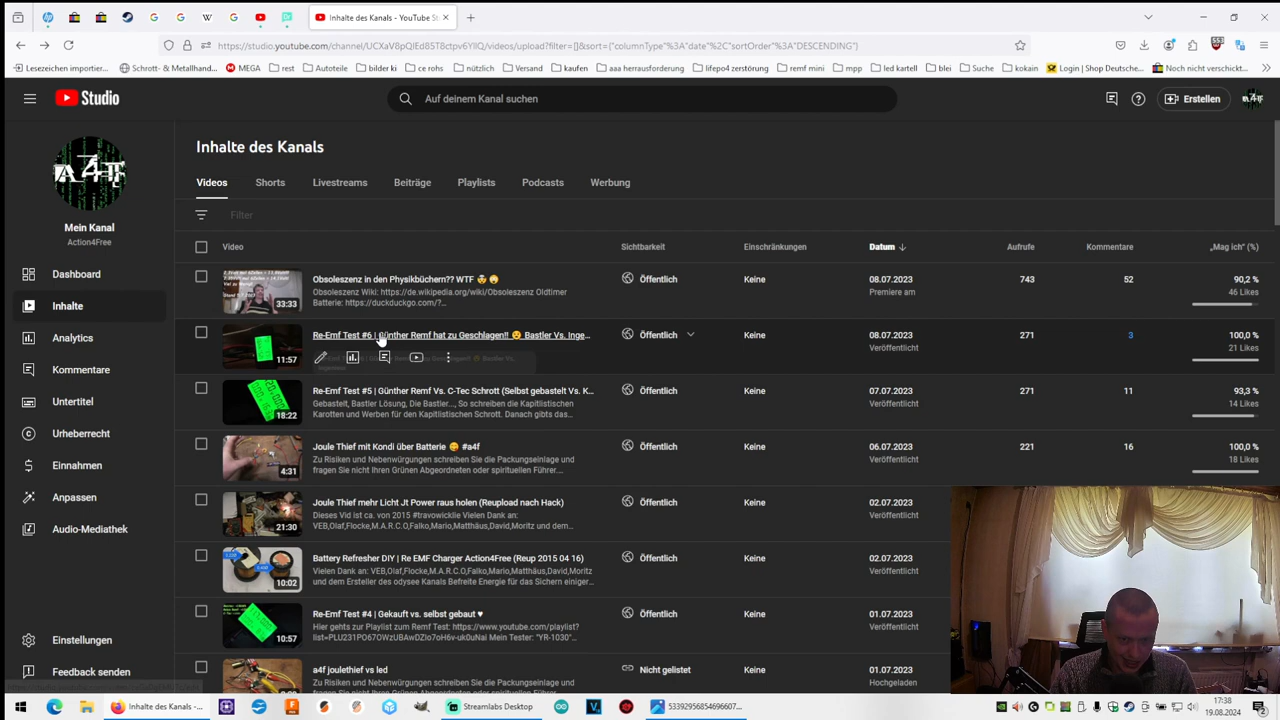 Inhalte des Kanals - YouTube St
https://studio.youtube.com/channel/UCXaV8pQIEd85T8ctpv6YlIQ/videos/upload?filter=[]&sort={"columnType"%3A"date"%2C"sortOrder"%3A"DESCENDING"}
Lesezeichen importier... Schrott- & Metallhand... MEGA rest Autoteile bilder ki ce rohs nützlich Versand kaufen aaa herrausforderung lifepo4 zerstörung remf mini mpp led kartell blei Suche kokain Login | Shop Deutsche... Noch nicht verschickt...
Studio
Auf deinem Kanal suchen
Erstellen
A4F
Mein Kanal
Action4Free
Dashboard
Inhalte
Analytics
Kommentare
Untertitel
Urheberrecht
Einnahmen
Anpassen
Audio-Mediathek
Einstellungen
Feedback senden
Inhalte des Kanals
Videos Shorts Livestreams Beiträge Playlists Podcasts Werbung
Filter
Video Sichtbarkeit Einschränkungen Datum Aufrufe Kommentare „Mag ich“ (%)
Obsoleszenz in den Physikbüchern?? WTF 🤯🙄 Öffentlich Keine 08.07.2023 743 52 90,2 %
Obsoleszenz Wiki: https://de.wikipedia.org/wiki/Obsoleszenz Oldtimer Premiere am 46 Likes
Batterie: https://duckduckgo.com/?...
33:33
Re-Emf Test #6 | Günther Remf hat zu Geschlagen!! 😲 Bastler Vs. Inge... Öffentlich Keine 08.07.2023 271 3 100,0 %
Veröffentlicht 21 Likes
11:57
Re-Emf Test #5 | Günther Remf Vs. C-Tec Schrott (Selbst gebastelt Vs. K... Öffentlich Keine 07.07.2023 271 11 93,3 %
Gebastelt, Bastler Lösung, Die Bastler..., So schreiben die Kapitlistischen Veröffentlicht 14 Likes
Karotten und Werben für den Kapitlistischen Schrott. Danach gibts das...
18:22
Joule Thief mit Kondi über Batterie 😋 #a4f Öffentlich Keine 06.07.2023 221 16 100,0 %
Zu Risiken und Nebenwürgungen schreiben Sie die Packungseinlage und Veröffentlicht 18 Likes
fragen Sie nicht Ihren Grünen Abgeordneten oder spirituellen Führer.
4:31
Joule Thief mehr Licht Jt Power raus holen (Reupload nach Hack) Öffentlich Keine 02.07.2023
Dieses Vid ist ca. von 2015 #travowicklie Vielen Dank an: Veröffentlicht
VEB,Olaf,Flocke,M.A.R.C.O,Falko,Mario,Matthäus,David,Moritz und dem...
21:30
Battery Refresher DIY | Re EMF Charger Action4Free (Reup 2015 04 16) Öffentlich Keine 02.07.2023
Vielen Dank an: VEB,Olaf,Flocke,M.A.R.C.O,Falko,Mario,Matthäus,David,Moritz Veröffentlicht
und dem Ersteller des odysee Kanals Befreite Energie für das Sichern einiger...
10:02
Re-Emf Test #4 | Gekauft vs. selbst gebaut ♥ Öffentlich Keine 01.07.2023
Hier gehts zur Playlist zum Remf Test: https://www.youtube.com/playlist? Veröffentlicht
list=PLU231PO67OWzUBAwDZIo7oH6v-uk0uNai Mein Tester: "YR-1030"...
10:57
a4f joulethief vs led Nicht gelistet Keine 01.07.2023
Hochgeladen
Inhalte des Kanals -...
Streamlabs Desktop
53392956854696607...
17:38
19.08.2024